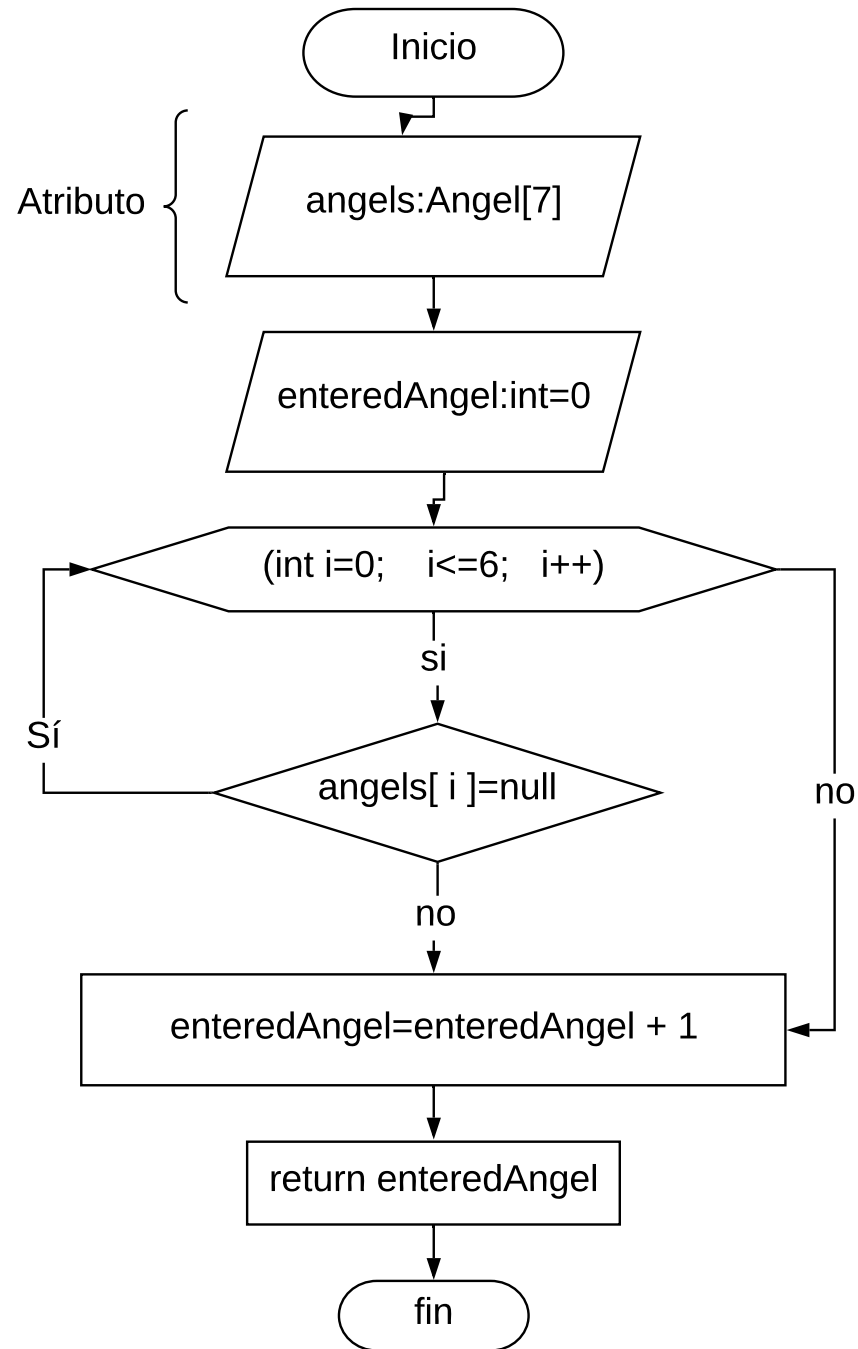 Inicio
Atributo
angels:Angel[7]
enteredAngel:int=0
(int i=0; i<=6; i++)
si
Sí
angels[ i ]=null
no
no
enteredAngel=enteredAngel + 1
return enteredAngel
fin